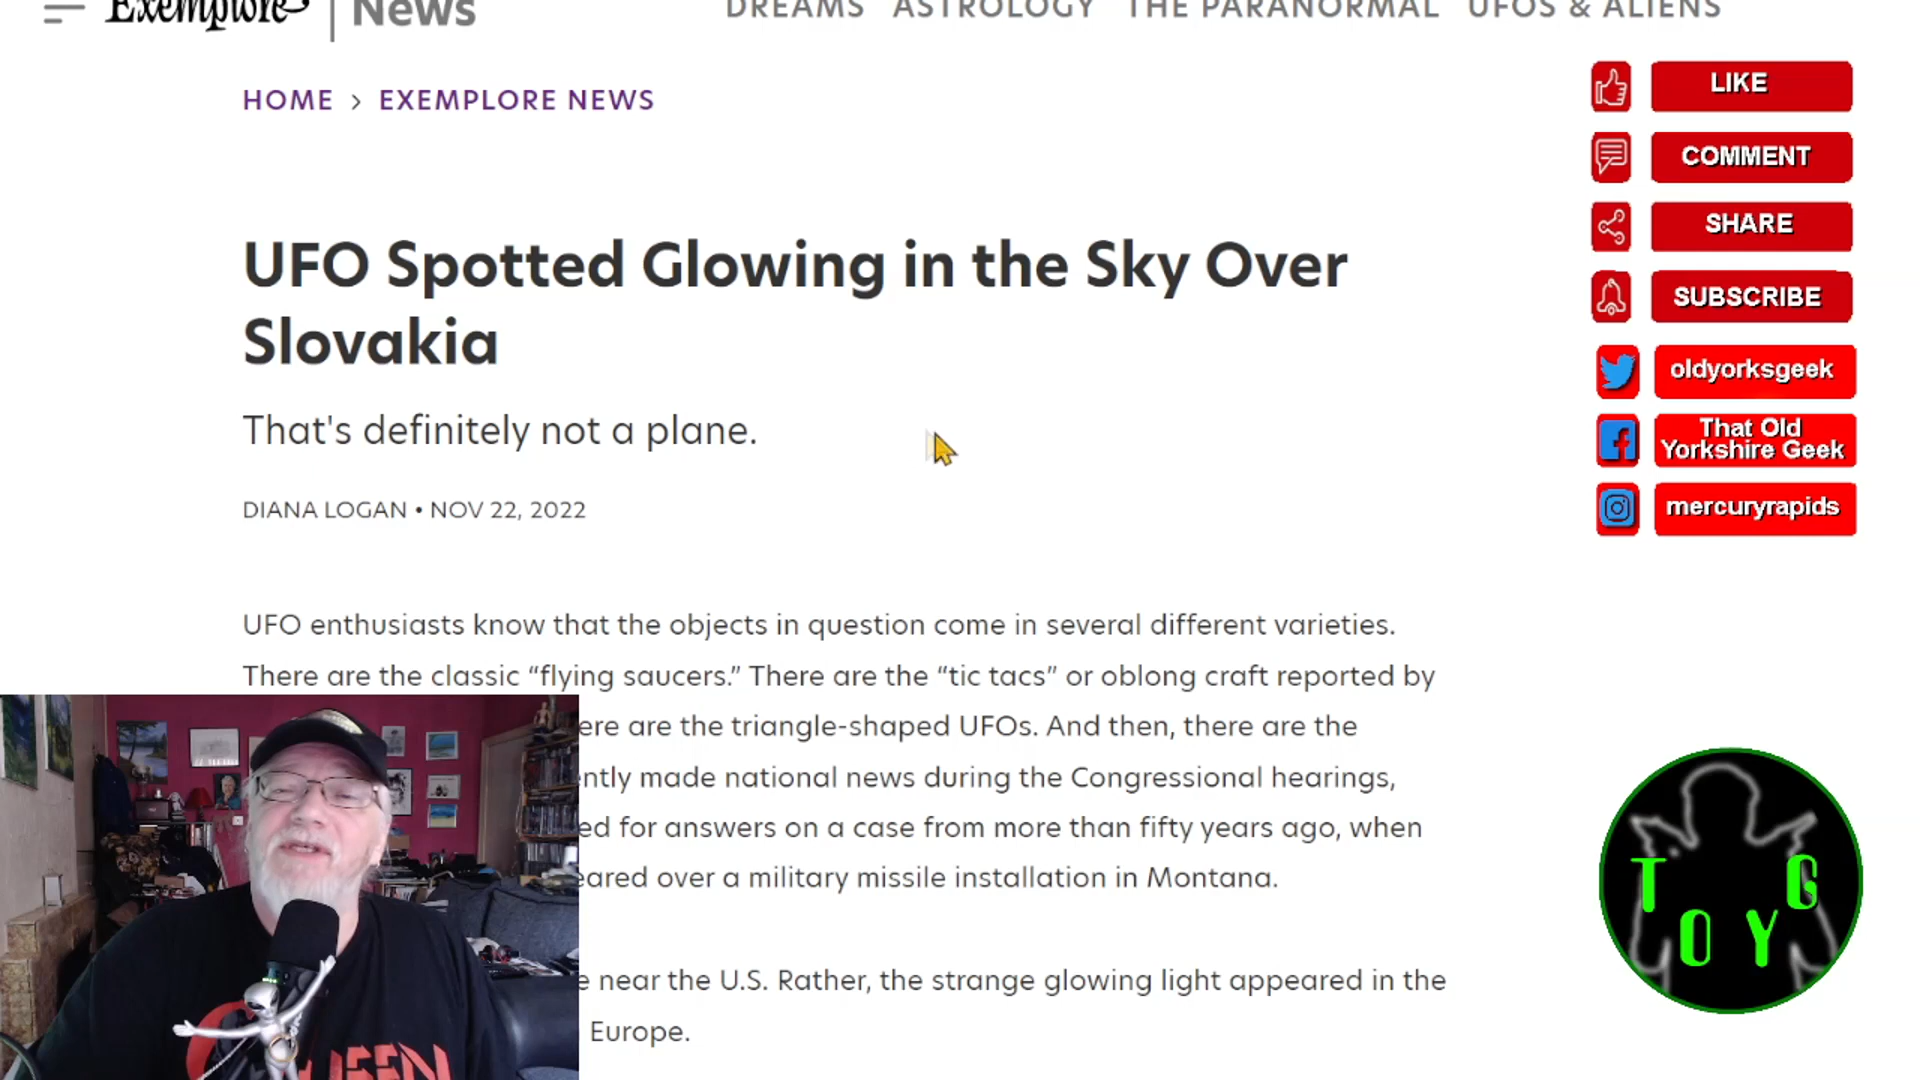 Exemplore News
DREAMS ASTROLOGY THE PARANORMAL UFOS & ALIENS
HOME > EXEMPLORE NEWS
UFO Spotted Glowing in the Sky Over
Slovakia
That's definitely not a plane.
DIANA LOGAN • NOV 22, 2022
UFO enthusiasts know that the objects in question come in several different varieties.
There are the classic “flying saucers.” There are the “tic tacs” or oblong craft reported by
ere are the triangle-shaped UFOs. And then, there are the
ently made national news during the Congressional hearings,
ed for answers on a case from more than fifty years ago, when
eared over a military missile installation in Montana.
e near the U.S. Rather, the strange glowing light appeared in the
Europe.
LIKE
COMMENT
SHARE
SUBSCRIBE
oldyorksgeek
That Old
Yorkshire Geek
mercuryrapids
T O Y G
QUEEN